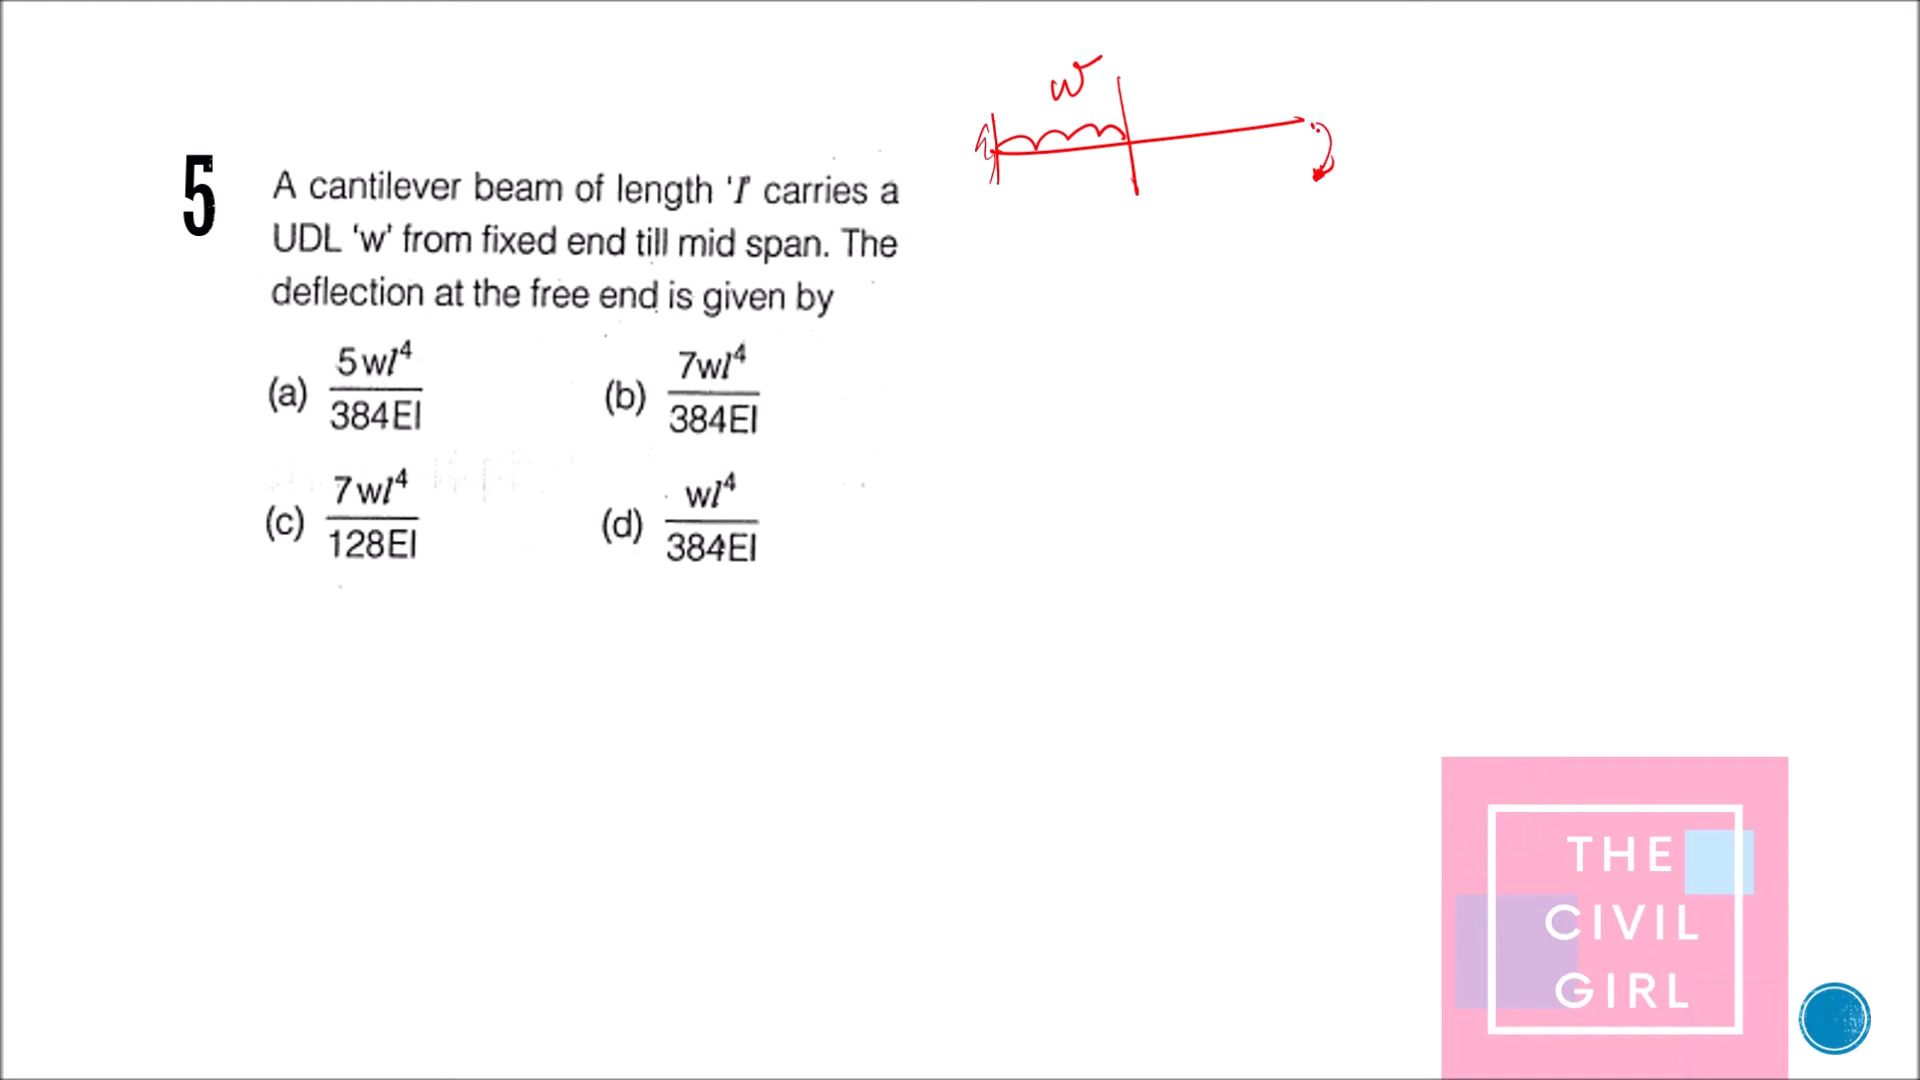 w
5
A cantilever beam of length 'l' carries a
UDL 'w' from fixed end till mid span. The
deflection at the free end is given by
(a) 5wl⁴/384EI (b) 7wl⁴/384EI
(c) 7wl⁴/128EI (d) wl⁴/384EI
THE
CIVIL
GIRL